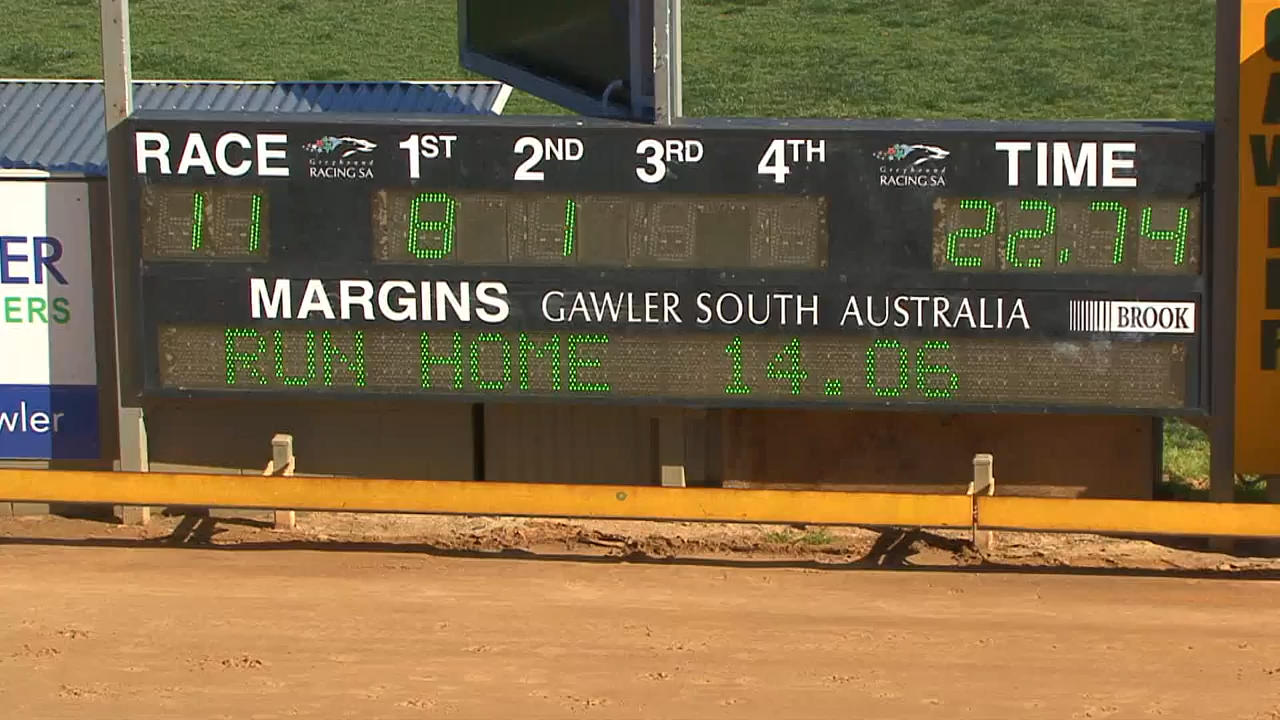 RACE Greyhound RACING SA 1ST 2ND 3RD 4TH Greyhound RACING SA TIME
11 8 1 22.74
MARGINS GAWLER SOUTH AUSTRALIA BROOK
RUN HOME 14.06
ER
ERS
wler